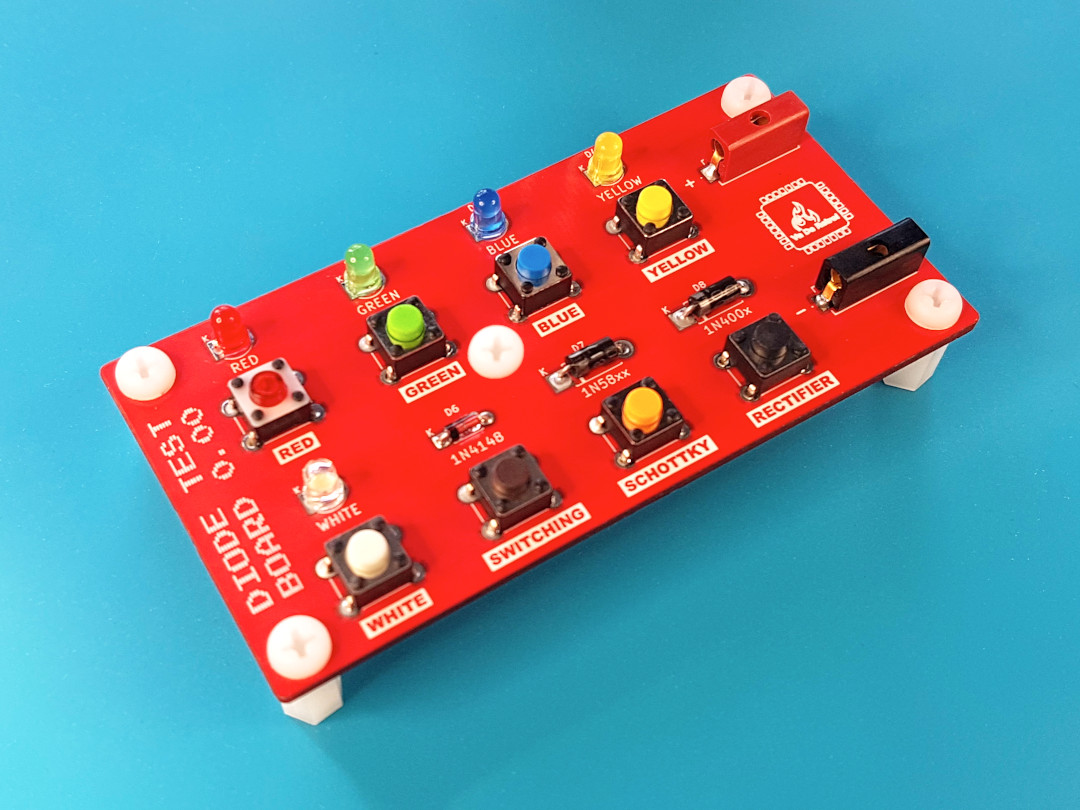 DIODE TEST
BOARD 0.00
K
RED
RED
K
GREEN
GREEN
K
BLUE
BLUE
K
YELLOW
YELLOW
K
WHITE
WHITE
D6
K
1N4148
SWITCHING
D7
K
1N58xx
SCHOTTKY
D8
K
1N400x
RECTIFIER
+
-